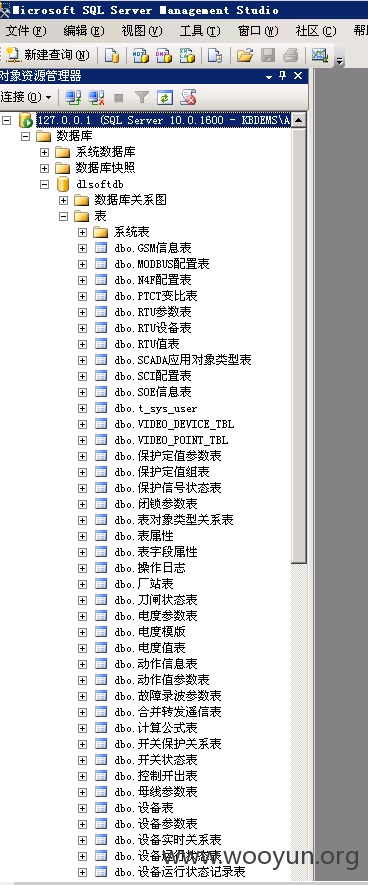 Microsoft SQL Server Management Studio
文件(F) 编辑(E) 视图(V) 工具(T) 窗口(W) 社区(C)
新建查询(N)
对象资源管理器
连接(O)
127.0.0.1 (SQL Server 10.0.1600 - KBDEMS\A
数据库
系统数据库
数据库快照
dlsoftdb
数据库关系图
表
系统表
dbo.GSM信息表
dbo.MODBUS配置表
dbo.N4F配置表
dbo.PTCT变比表
dbo.RTU参数表
dbo.RTU设备表
dbo.RTU值表
dbo.SCADA应用对象类型表
dbo.SCI配置表
dbo.SOE信息表
dbo.t_sys_user
dbo.VIDEO_DEVICE_TBL
dbo.VIDEO_POINT_TBL
dbo.保护定值参数表
dbo.保护定值组表
dbo.保护信号状态表
dbo.闭锁参数表
dbo.表对象类型关系表
dbo.表属性
dbo.表字段属性
dbo.操作日志
dbo.厂站表
dbo.刀闸状态表
dbo.电度参数表
dbo.电度模版
dbo.电度值表
dbo.动作信息表
dbo.动作值参数表
dbo.故障录波参数表
dbo.合并转发遥信表
dbo.计算公式表
dbo.开关保护关系表
dbo.开关状态表
dbo.控制开出表
dbo.母线参数表
dbo.设备表
dbo.设备参数表
dbo.设备实时关系表
dbo.设备
www.wooyun.org
dbo.设备运行状态记录表